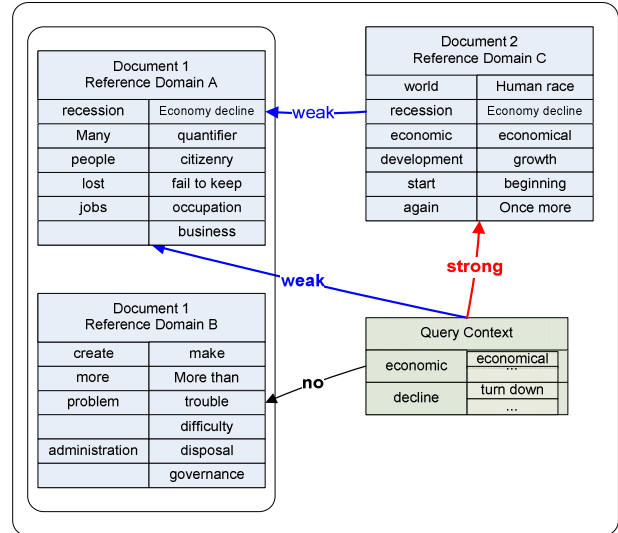 Document 1
Reference Domain A
recession Economy decline
Many quantifier
people citizenry
lost fail to keep
jobs occupation
business
weak
Document 2
Reference Domain C
world Human race
recession Economy decline
economic economical
development growth
start beginning
again Once more
weak
strong
Document 1
Reference Domain B
create make
more More than
problem trouble
difficulty
administration disposal
governance
no
Query Context
economic economical
...
decline turn down
...